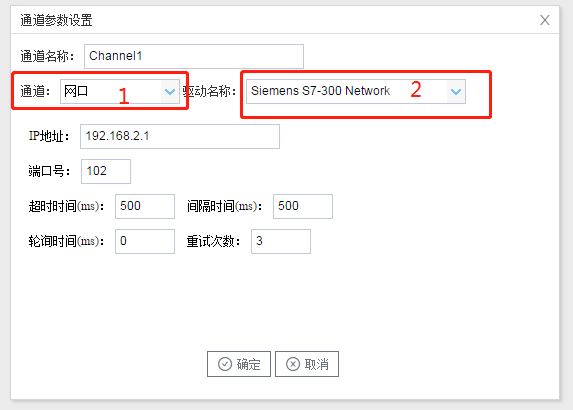 通道参数设置 X
通道名称： Channel1
通道： 网口 1 驱动名称： Siemens S7-300 Network 2
IP地址： 192.168.2.1
端口号： 102
超时时间(ms)： 500 间隔时间(ms)： 500
轮询时间(ms)： 0 重试次数： 3
确定 取消